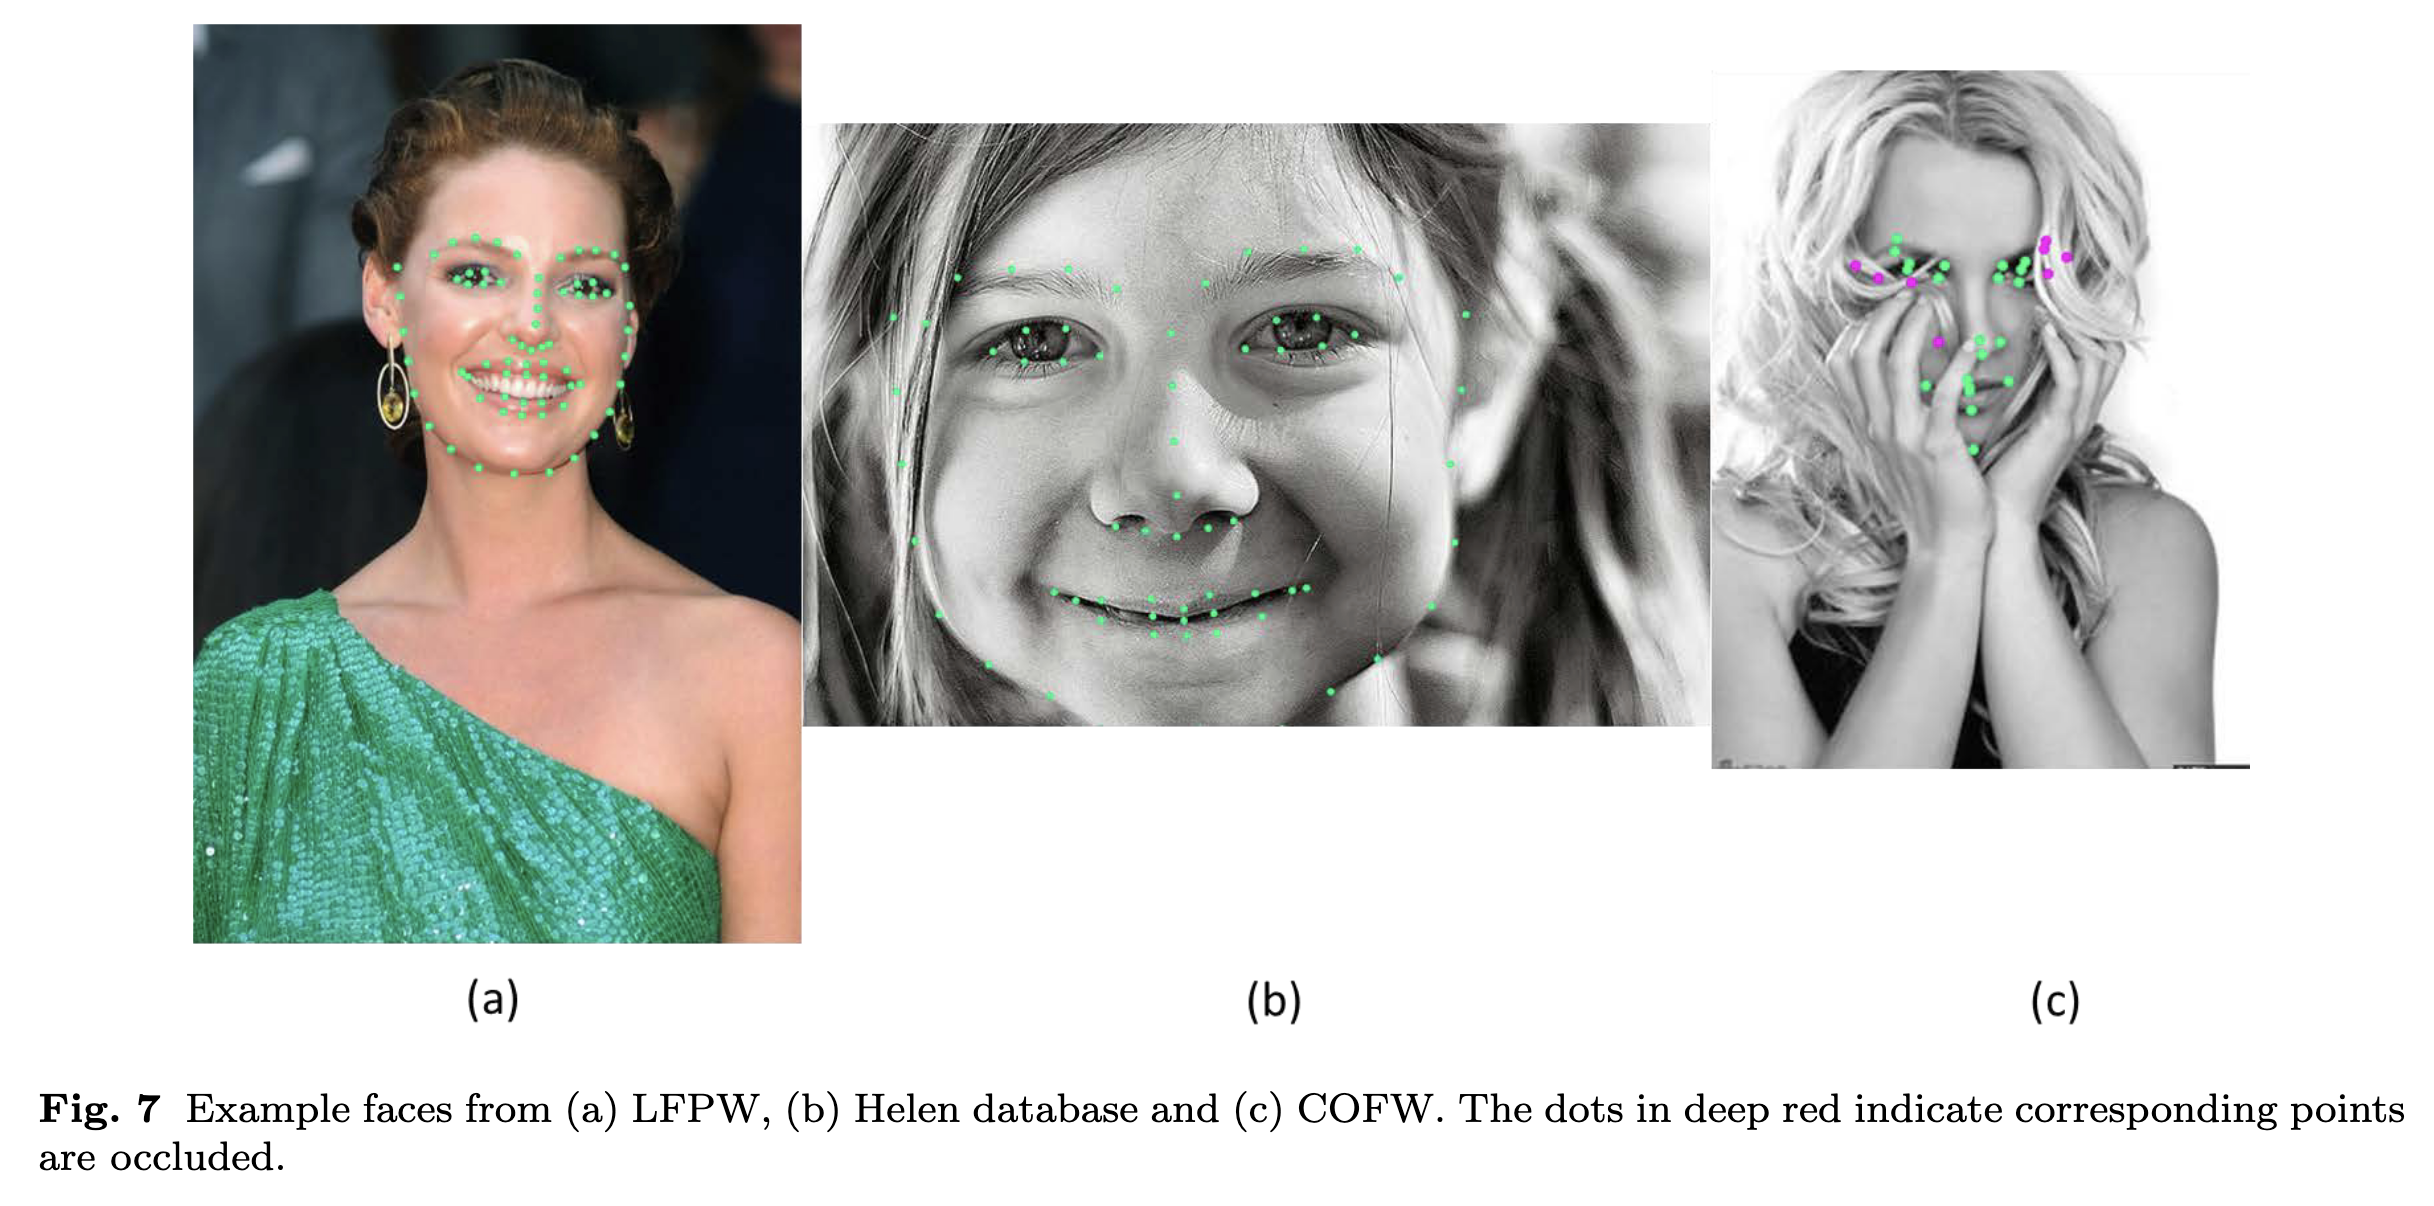 (a)
(b)
(c)
Fig. 7 Example faces from (a) LFPW, (b) Helen database and (c) COFW. The dots in deep red indicate corresponding points
are occluded.